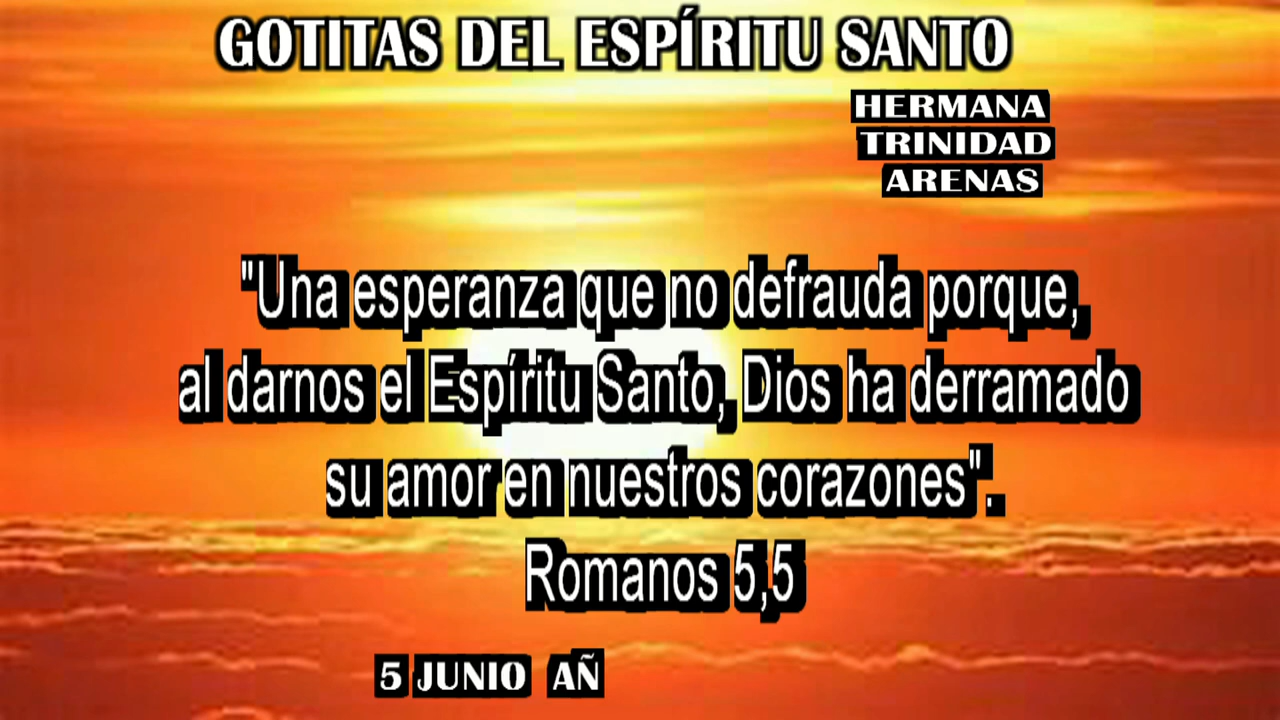 GOTITAS DEL ESPÍRITU SANTO
HERMANA
TRINIDAD
ARENAS
"Una esperanza que no defrauda porque,
al darnos el Espíritu Santo, Dios ha derramado
su amor en nuestros corazones".
Romanos 5,5
5 JUNIO AÑ